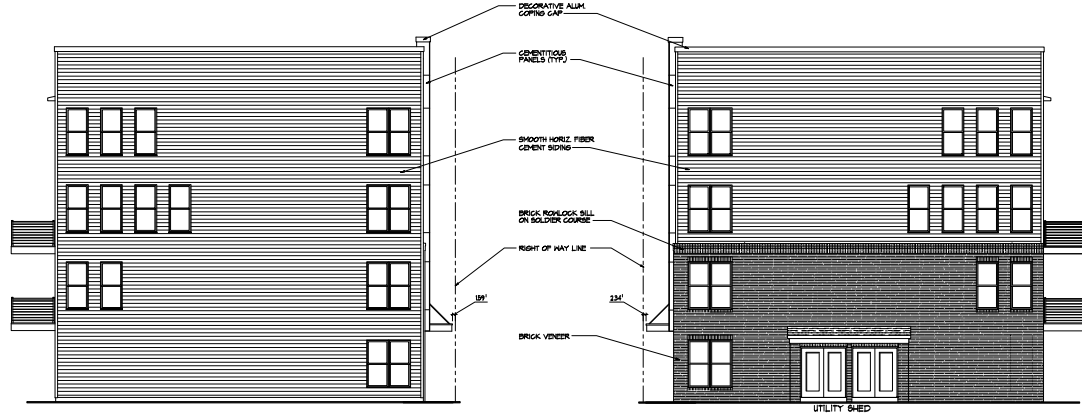 DECORATIVE ALUM.
COPING CAP
CEMENTITIOUS
PANELS (TYP.)
SMOOTH HORIZ. FIBER
CEMENT SIDING
BRICK ROWLOCK SILL
ON SOLDIER COURSE
RIGHT OF WAY LINE
BRICK VENEER
UTILITY SHED